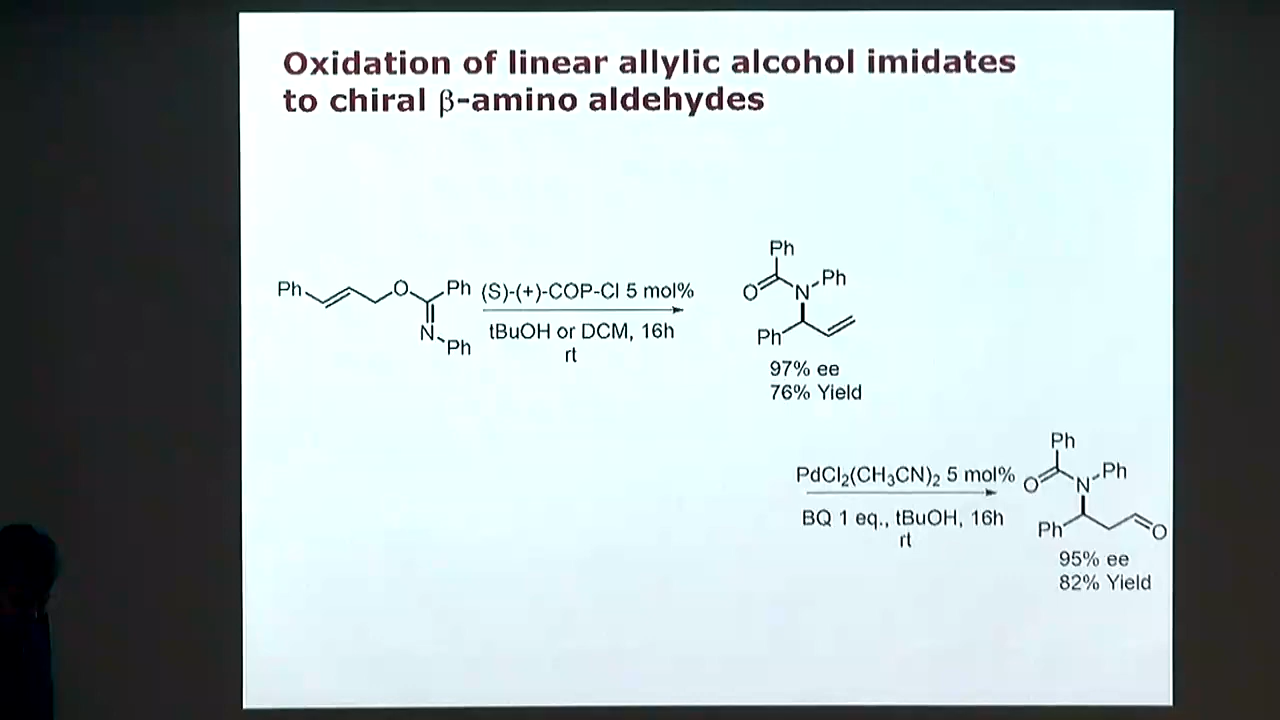 Oxidation of linear allylic alcohol imidates
to chiral β-amino aldehydes
Ph
O
Ph
N
Ph
(S)-(+)-COP-Cl 5 mol%
tBuOH or DCM, 16h
rt
Ph
O
N
Ph
Ph
97% ee
76% Yield
PdCl₂(CH₃CN)₂ 5 mol%
BQ 1 eq., tBuOH, 16h
rt
Ph
O
N
Ph
Ph
O
95% ee
82% Yield